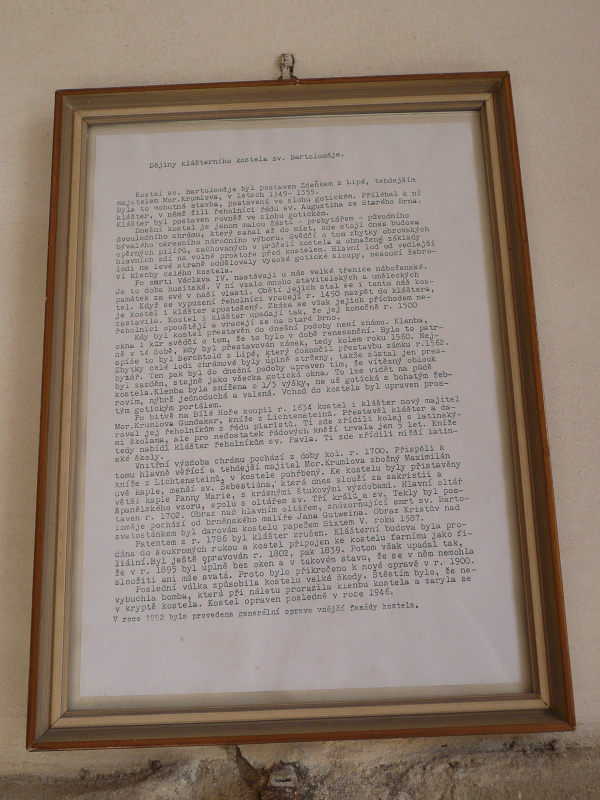 Dějiny klášterního kostela sv. Bartoloměje.
Kostel sv. Bartoloměje byl postaven Zdeňkem z Lipé, tehdejším
majitelem Mor.Krumlova, v letech 1349- 1355.
Byla to mohutná stavba, postavená ve slohu gotickém. Přiléhal k ní
klášter, v němž žili řeholníci řádu sv. Augustina ze Starého Brna.
Klášter byl postaven rovněž ve slohu gotickém.
Dnešní kostel je jenom malou částí - presbytářem - původního
dvoulodního chrámu, který sahal až do míst, kde stojí dnes budova
bývalého okresního národního výboru. Svědčí o tom zbytky obrovských
opěrných pilířů, zachovaných v průčelí kostela a obnažené základy
hlavních zdí na volné prostoře před kostelem. Hlavní loď od vedlejší
lodi na levé straně oddělovaly vysoké gotické sloupy, nesoucí žebro-
ví klenby celého kostela.
Po smrti Václava IV. nastávají u nás velké třenice náboženské.
Je to doba husitská. V ní vzalo mnoho stavitelských a uměleckých
památek za své v naší vlasti. Obětí jejich stal se i tento náš kos-
tel. Když se vypuzení řeholníci vracejí r. 1450 nazpět do kláštera,
je kostel i klášter zpustošený. Zkáza se však jejich příchodem ne-
zastavila. Kostel i klášter upadají tak, že jej konečně r. 1500
řeholníci opouštějí a vracejí se na Staré Brno.
Kdy byl kostel přestavěn do dnešní podoby není známo. Klenba,
okna i kůr svědčí o tom, že to bylo v době renesanční. Bylo to patr-
ně v té době, kdy byl přestavován zámek, tedy kolem roku 1560. Nej-
spíše to byl Berchtold z Lipé, který dokončil přestavbu zámku r.1562.
Zbytky celé lodi chrámové byly úplně strženy, takže zůstal jen pres-
bytář. Ten pak byl do dnešní podoby upraven tím, že vítězný oblouk
byl zazděn, stejně jako všechna gotická okna. To lze vidět na půdě
kostela.Klenba byla snížena o 1/3 výšky, ne už gotická s bohatým žeb-
rovím, nýbrž jednoduchá a valená. Vchod do kostela byl upraven pros-
tým gotickým portálem.
Po bitvě na Bílé Hoře koupil r. 1634 kostel i klášter nový majitel
Mor.Krumlova Gundakar, kníže z Lichtensteinů. Přestavěl klášter a da-
roval jej řeholníkům z řádu piaristů. Ti zde zřídili kolej s latinský-
mi školama, ale pro nedostatek řádových kněží trvala jen 5 let. Kníže
tedy nabídl klášter řeholníkům sv. Pavla. Ti zde zřídili nižší latin-
ské školy.
Vnitřní výzdoba chrámu pochází z doby kol. r. 1700. Přispěli k
tomu hlavně věřící a tehdejší majitel Mor.Krumlova zbožný Maximilán
kníže z Lichtensteinů, v kostele pohřbený. Ke kostelu byly přistavěny
dvě kaple, menší sv. Šebestiána, která dnes slouží za sakristii a
větší kaple Panny Marie, s krásnými štukovými výzdobami. Hlavní oltář
španělského vzoru, spolu s oltářem sv. Tří králů a sv. Tekly byl pos-
taven r. 1702. Obraz nad hlavním oltářem, znázorňující smrt sv. Barto-
loměje pochází od brněnského malíře Jana Gutweina. Obraz Kristův nad
svatostánkem byl darován kostelu papežem Sixtem V. roku 1587.
Patentem z r. 1786 byl klášter zrušen. Klášterní budova byla pro-
dána do soukromých rukou a kostel připojen ke kostelu farnímu jako fi-
liální.Byl ještě opravován r. 1802, pak 1839. Potom však upadal tak,
že v r. 1895 byl úplně bez oken a v takovém stavu, že se v něm nemohla
sloužiti ani mše svatá. Proto bylo přikročeno k nové opravě v r. 1900.
Poslední válka způsobila kostelu velké škody. Štěstím bylo, že ne-
vybuchla bomba, která při náletu prorazila klenbu kostela a zaryla se
v kryptě kostela. Kostel opraven posledně v roce 1946.
V roce 1992 byla provedena generální oprava vnější fasády kostela.